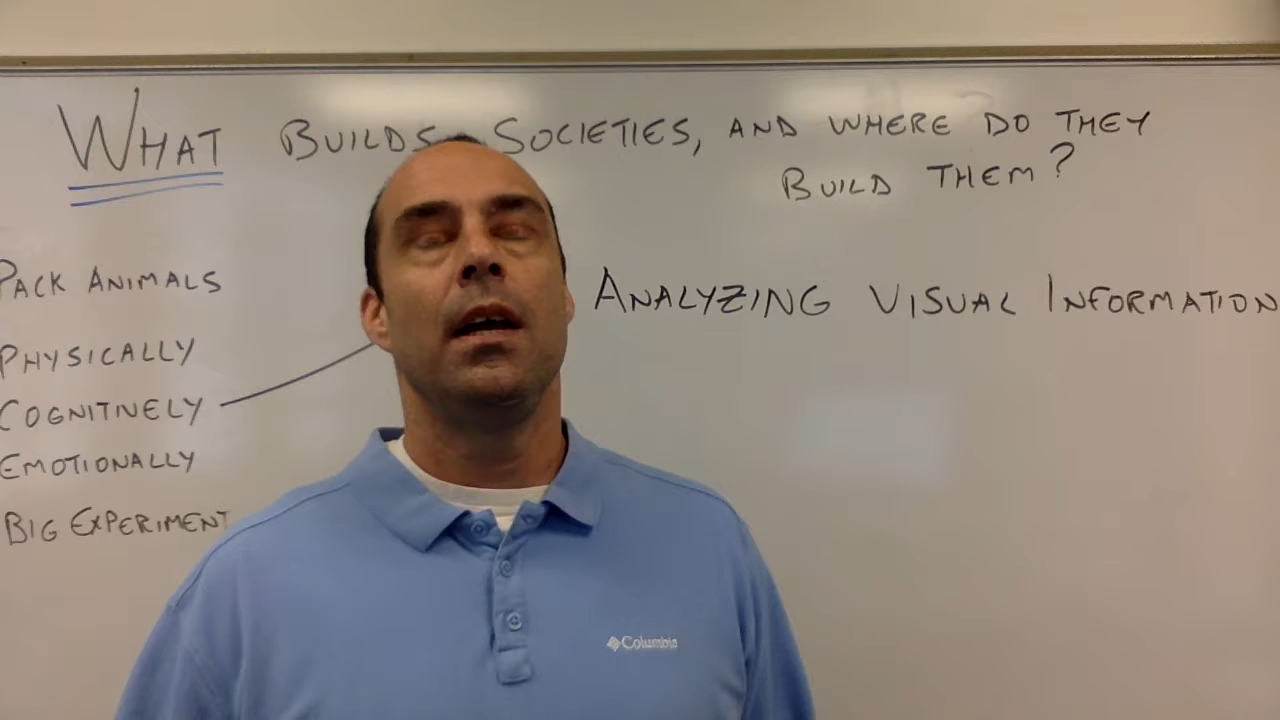 WHAT BUILDS SOCIETIES, AND WHERE DO THEY
BUILD THEM?
PACK ANIMALS
ANALYZING VISUAL INFORMATION
PHYSICALLY
COGNITIVELY
EMOTIONALLY
BIG EXPERIMENT
Columbia